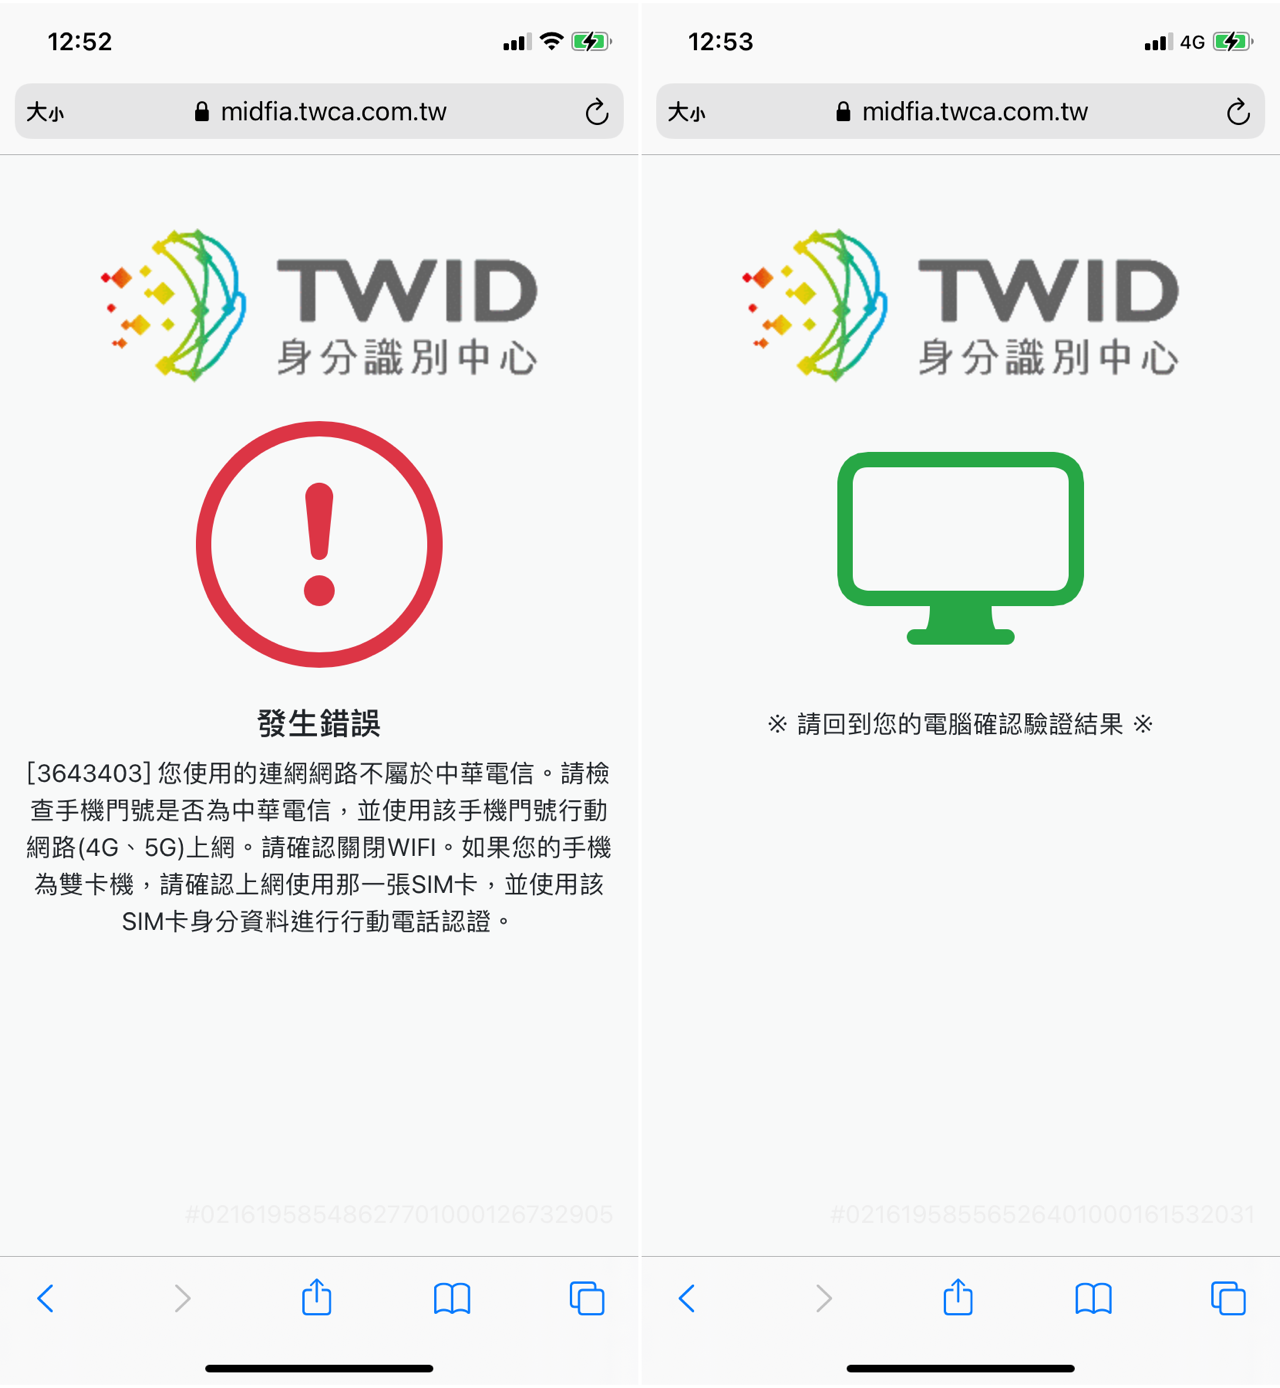 12:52
大小
midfia.twca.com.tw
TWID
身分識別中心
發生錯誤
[3643403] 您使用的連網網路不屬於中華電信。請檢
查手機門號是否為中華電信，並使用該手機門號行動
網路(4G、5G)上網。請確認關閉WIFI。如果您的手機
為雙卡機，請確認上網使用那一張SIM卡，並使用該
SIM卡身分資料進行行動電話認證。
#0216195854862770100012673​2905
12:53
4G
大小
midfia.twca.com.tw
TWID
身分識別中心
※ 請回到您的電腦確認驗證結果 ※
#0216195855652640100016153​2031